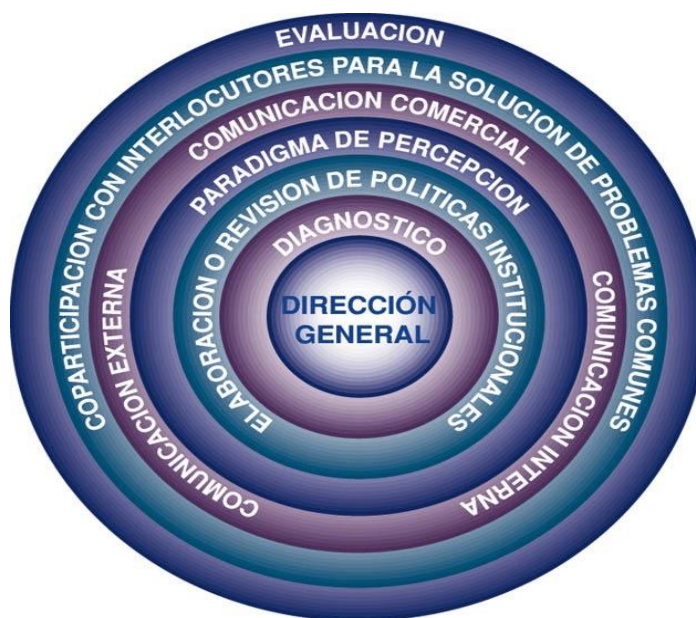 EVALUACION
COPARTICIPACION CON INTERLOCUTORES PARA LA SOLUCION DE PROBLEMAS COMUNES
COMUNICACION COMERCIAL
COMUNICACION EXTERNA
COMUNICACION INTERNA
PARADIGMA DE PERCEPCION
ELABORACION O REVISION DE POLITICAS INSTITUCIONALES
DIAGNOSTICO
DIRECCIÓN
GENERAL